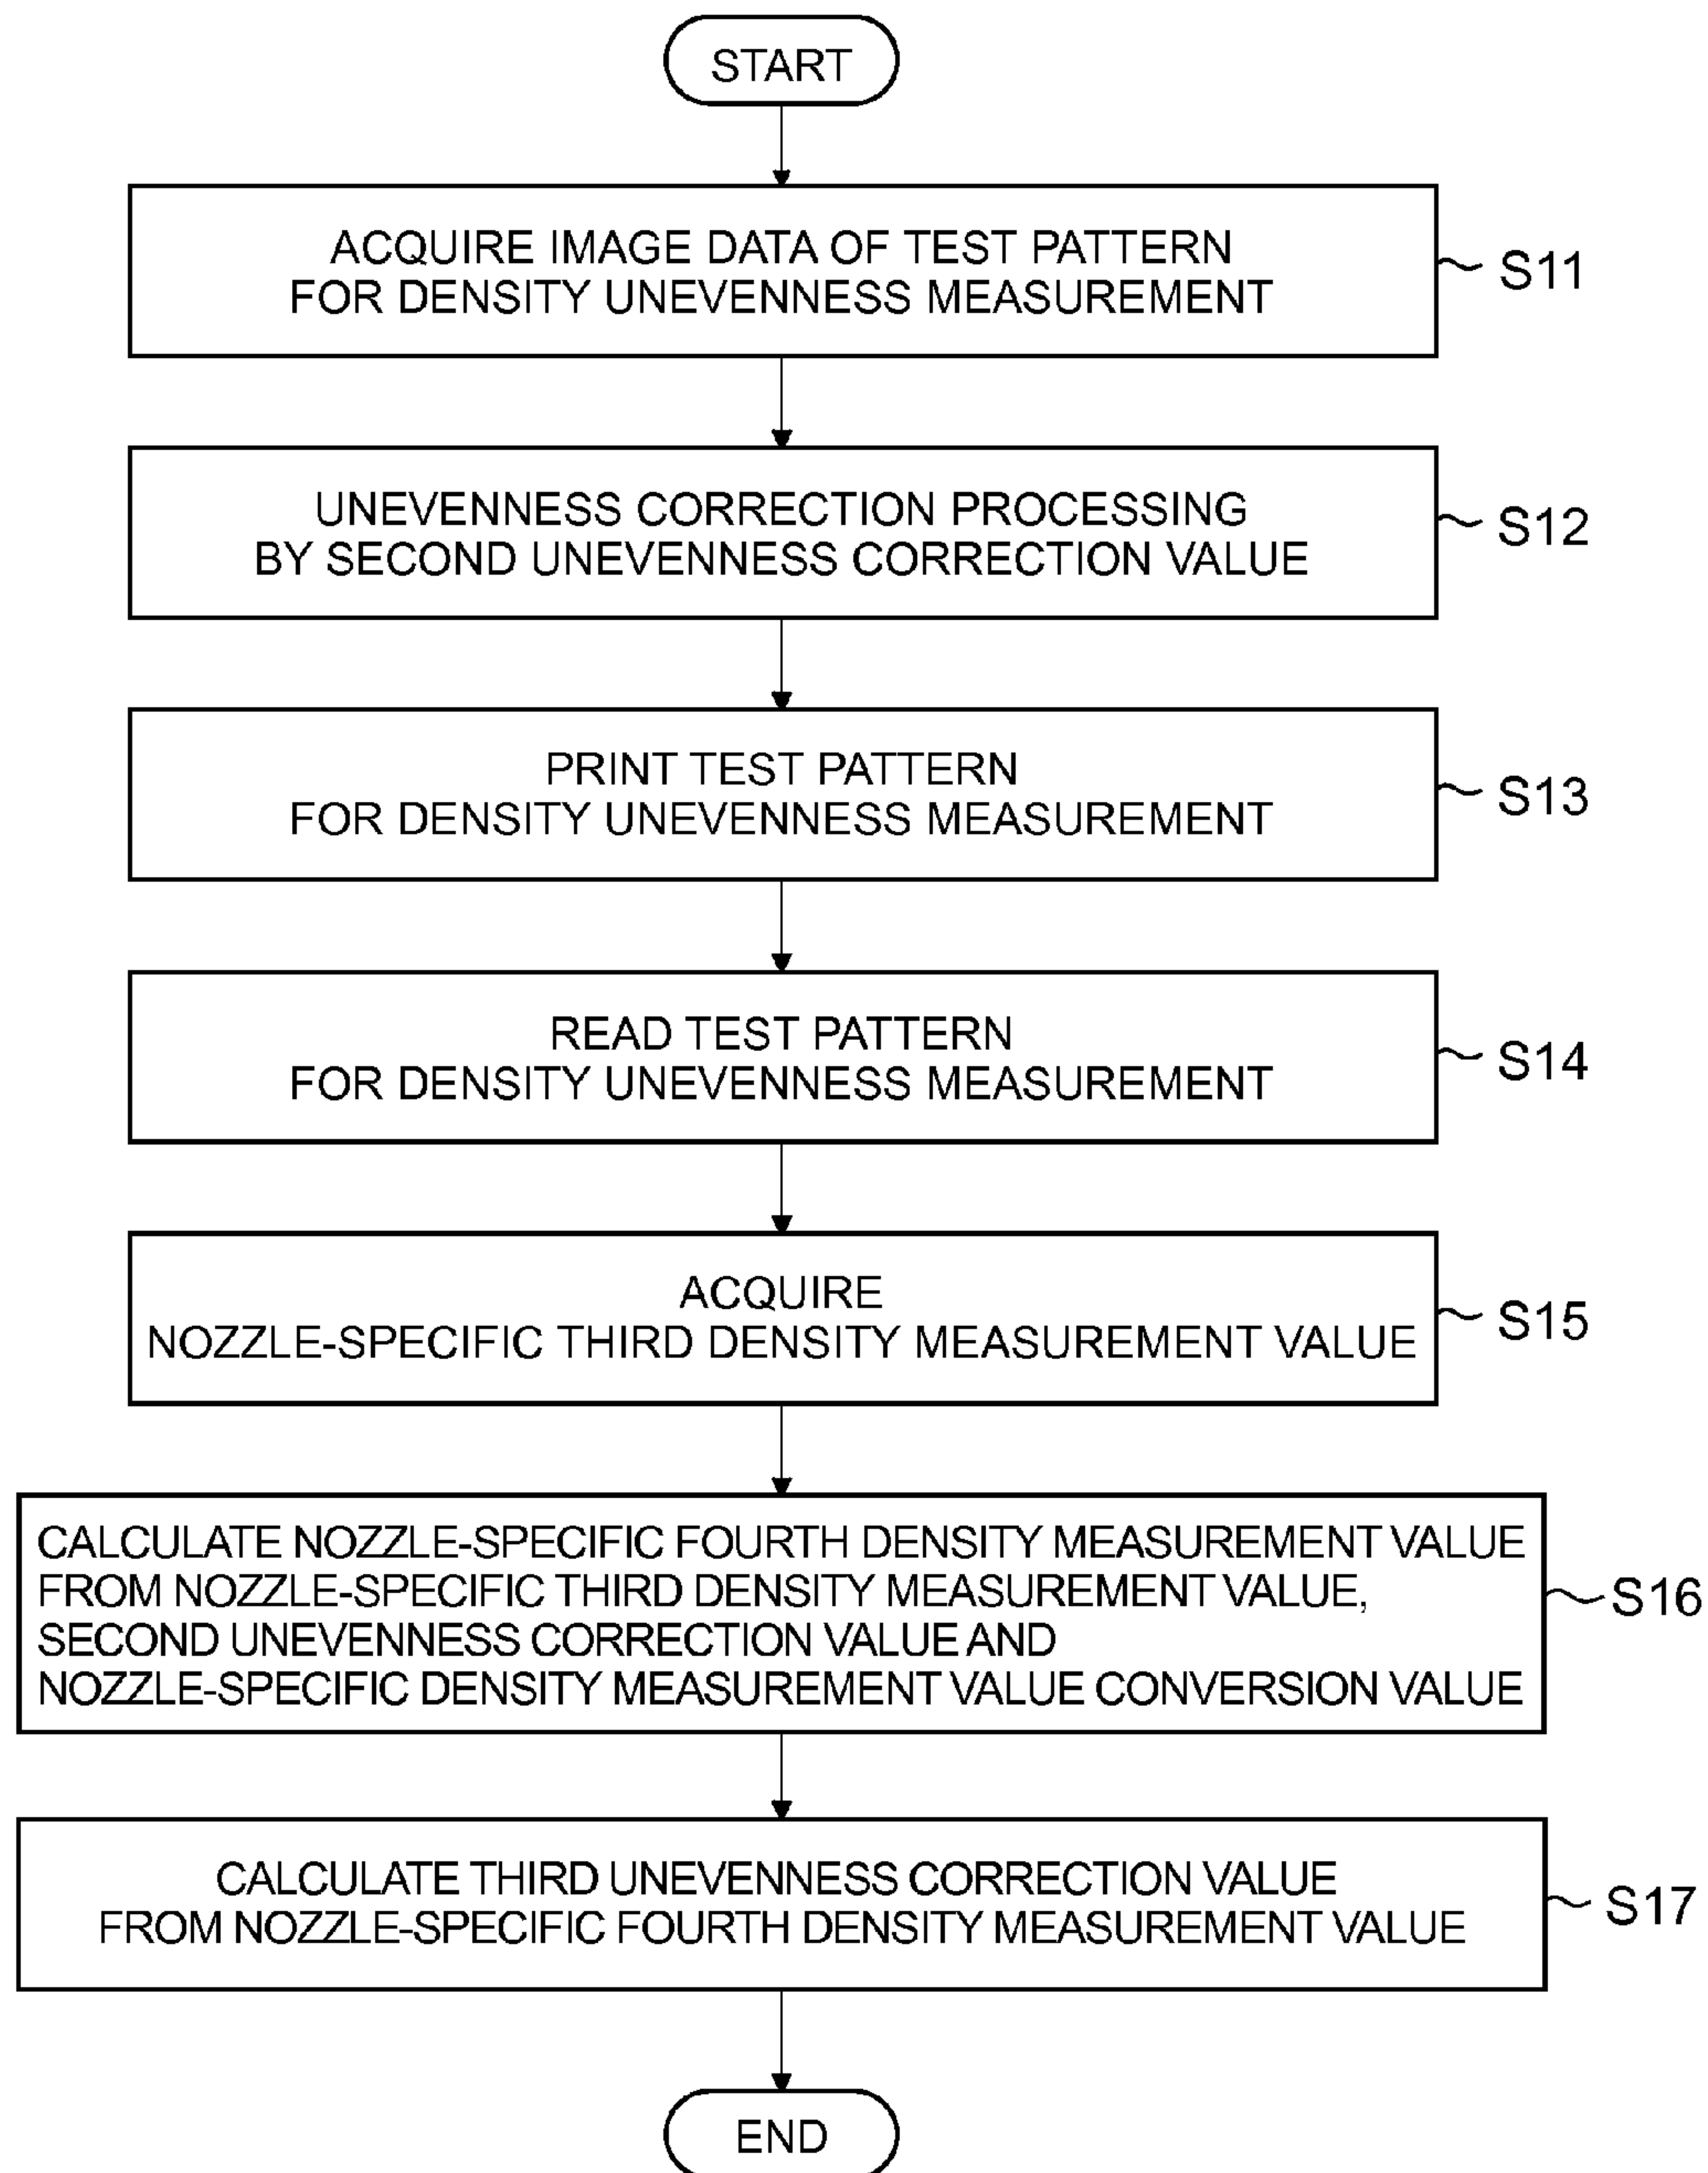 START
ACQUIRE IMAGE DATA OF TEST PATTERN
FOR DENSITY UNEVENNESS MEASUREMENT
S11
UNEVENNESS CORRECTION PROCESSING
BY SECOND UNEVENNESS CORRECTION VALUE
S12
PRINT TEST PATTERN
FOR DENSITY UNEVENNESS MEASUREMENT
S13
READ TEST PATTERN
FOR DENSITY UNEVENNESS MEASUREMENT
S14
ACQUIRE
NOZZLE-SPECIFIC THIRD DENSITY MEASUREMENT VALUE
S15
CALCULATE NOZZLE-SPECIFIC FOURTH DENSITY MEASUREMENT VALUE
FROM NOZZLE-SPECIFIC THIRD DENSITY MEASUREMENT VALUE,
SECOND UNEVENNESS CORRECTION VALUE AND
NOZZLE-SPECIFIC DENSITY MEASUREMENT VALUE CONVERSION VALUE
S16
CALCULATE THIRD UNEVENNESS CORRECTION VALUE
FROM NOZZLE-SPECIFIC FOURTH DENSITY MEASUREMENT VALUE
S17
END